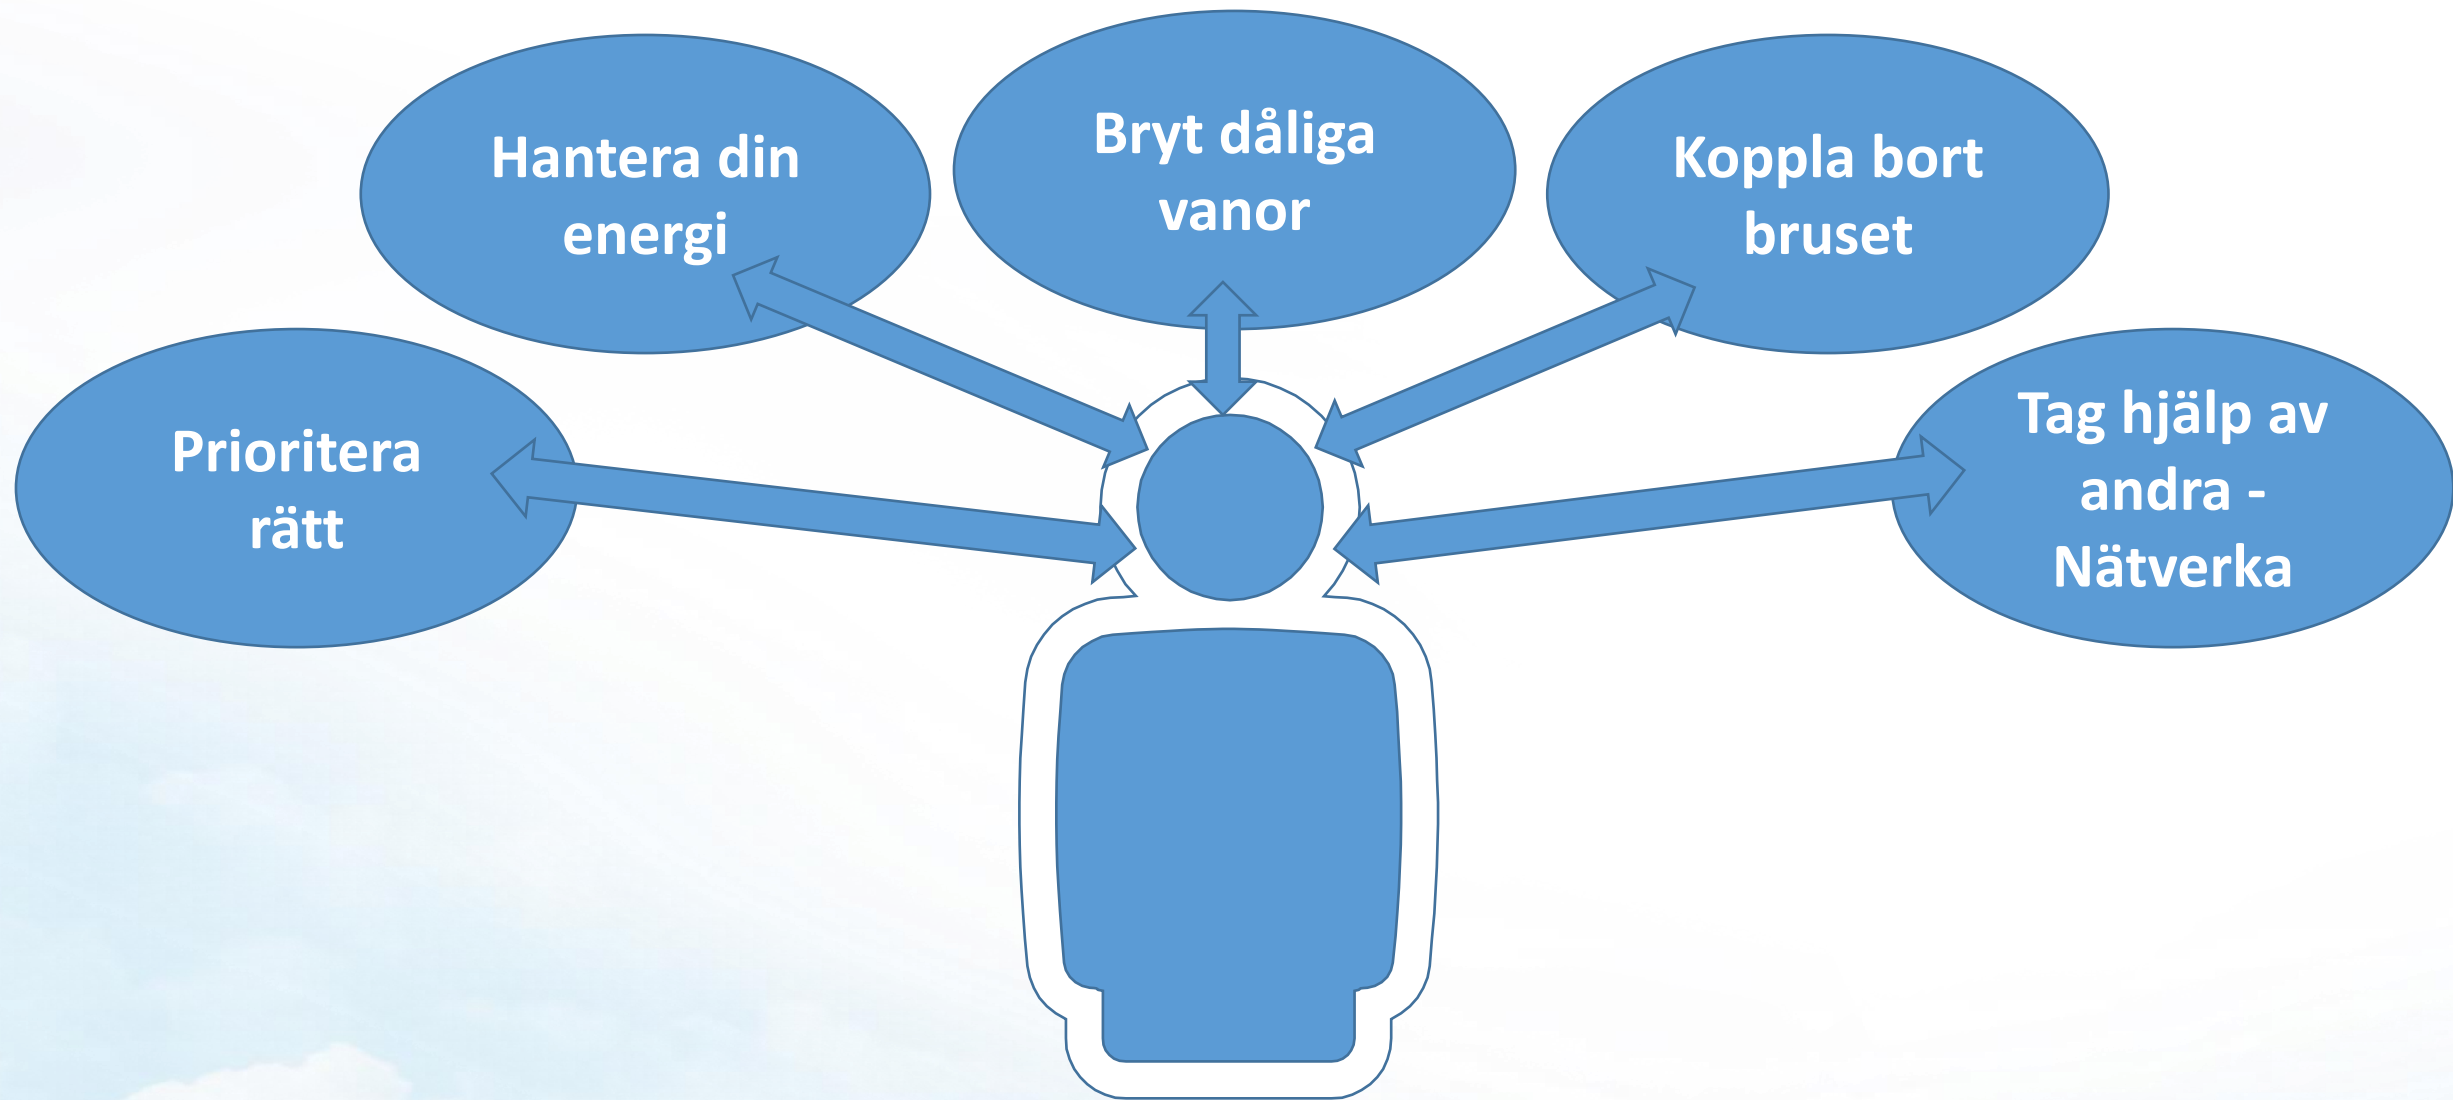 Prioritera
rätt
Hantera din
energi
Bryt dåliga
vanor
Koppla bort
bruset
Tag hjälp av
andra -
Nätverka